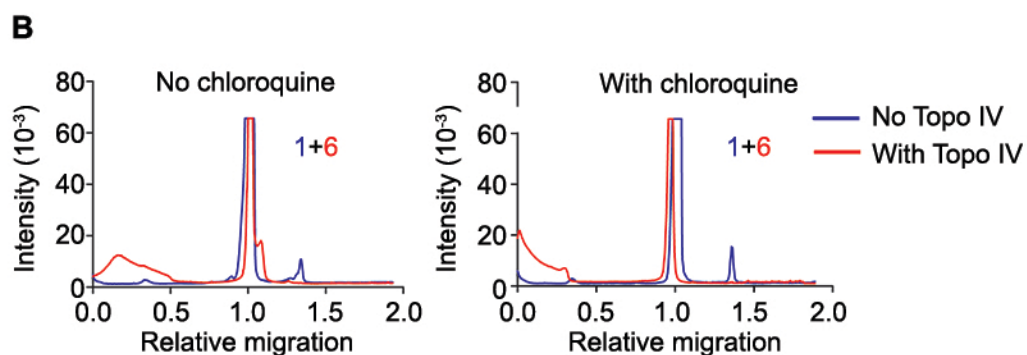 B
No chloroquine
Intensity (10-3)
80
60
40
20
0
1+6
0.0 0.5 1.0 1.5 2.0
Relative migration
With chloroquine
Intensity (10-3)
80
60
40
20
0
1+6
0.0 0.5 1.0 1.5 2.0
Relative migration
No Topo IV
With Topo IV